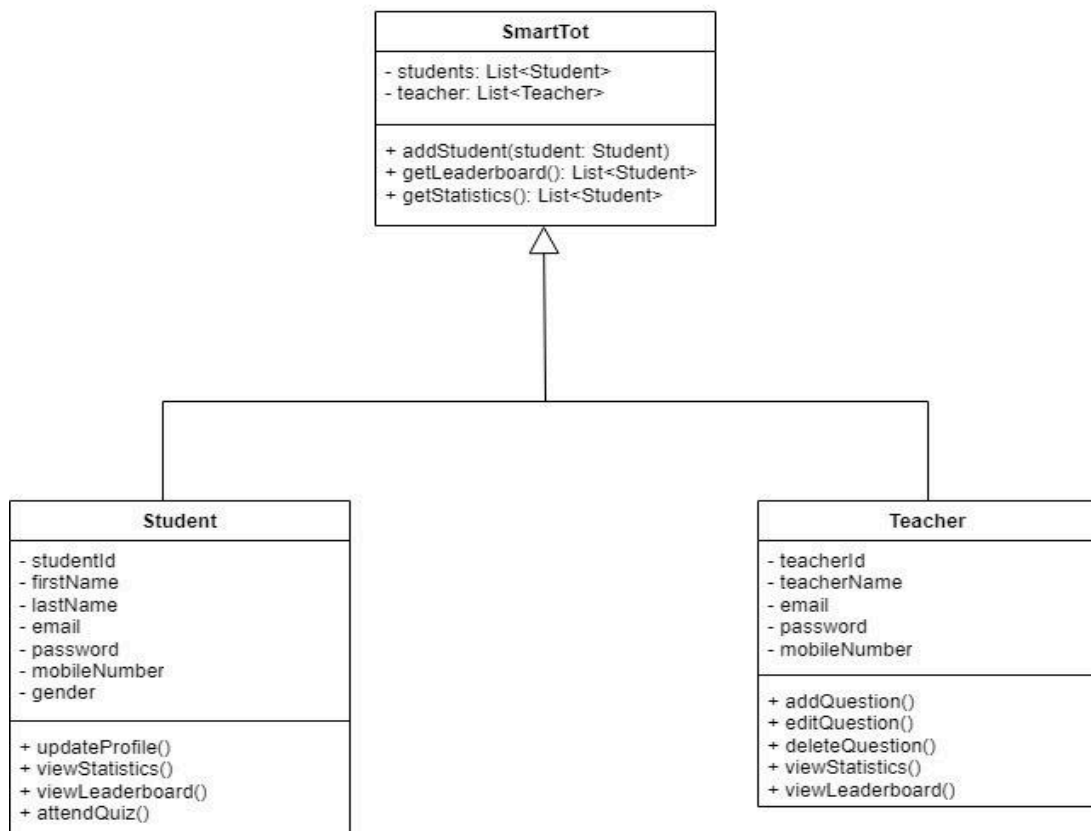 SmartTot
- students: List<Student>
- teacher: List<Teacher>
+ addStudent(student: Student)
+ getLeaderboard(): List<Student>
+ getStatistics(): List<Student>
Student
- studentId
- firstName
- lastName
- email
- password
- mobileNumber
- gender
+ updateProfile()
+ viewStatistics()
+ viewLeaderboard()
+ attendQuiz()
Teacher
- teacherId
- teacherName
- email
- password
- mobileNumber
+ addQuestion()
+ editQuestion()
+ deleteQuestion()
+ viewStatistics()
+ viewLeaderboard()